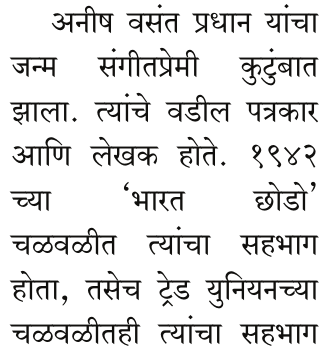 अनीष वसंत प्रधान यांचा
जन्म संगीतप्रेमी कुटुंबात
झाला. त्यांचे वडील पत्रकार
आणि लेखक होते. १९४२
च्या ‘भारत छोडो’
चळवळीत त्यांचा सहभाग
होता, तसेच ट्रेड युनियनच्या
चळवळीतही त्यांचा सहभाग